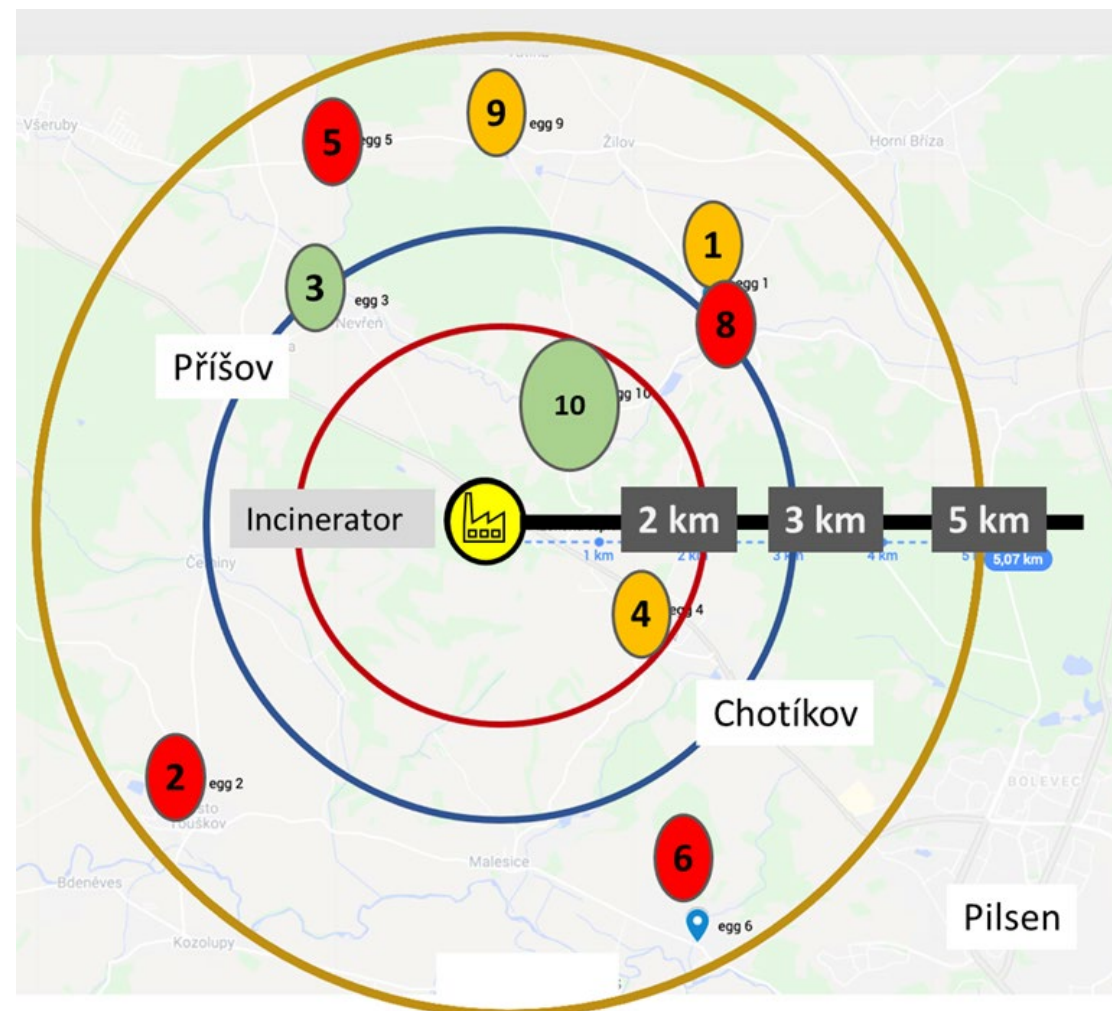 9
egg 9
5
egg 5
Všeruby
Žilov
Horní Bříza
1
egg 1
3
egg 3
8
Nevřeň
Příšov
10
egg 10
Incinerator
2 km
3 km
5 km
1 km
2 km
3 km
4 km
5
5,07 km
4
egg 4
Chotíkov
2
egg 2
Touškov
BOLEVEC
6
Malesice
Bdeněves
egg 6
Pilsen
Kozolupy